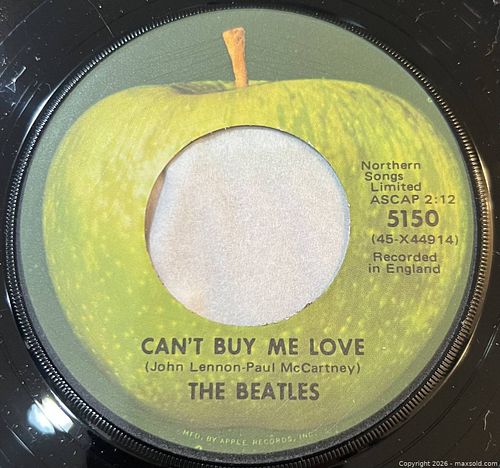 Northern
Songs
Limited
ASCAP 2:12
5150
(45-X44914)
Recorded
in England
CAN'T BUY ME LOVE
(John Lennon-Paul McCartney)
THE BEATLES
MFD. BY APPLE RECORDS, INC.
Copyright 2026 - maxsold.com